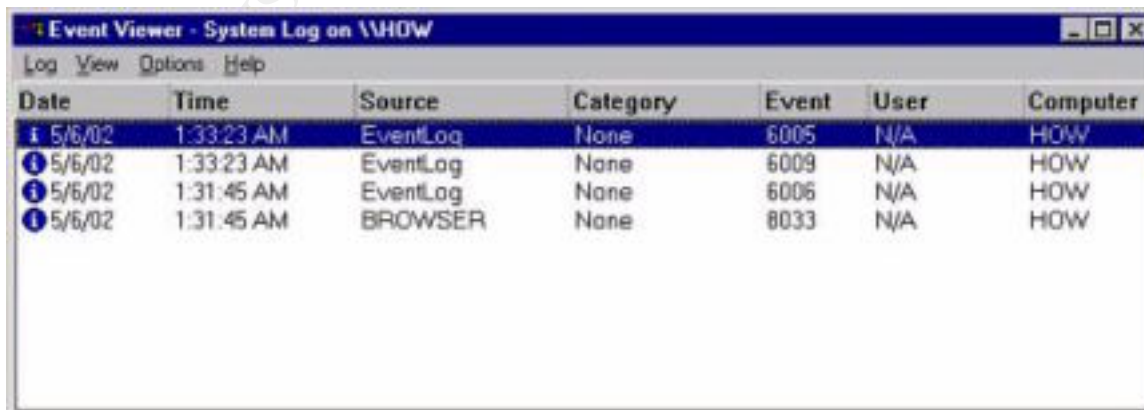 Event Viewer - System Log on \\HOW
Log View Options Help
Date Time Source Category Event User Computer
5/6/02 1:33:23 AM EventLog None 6005 N/A HOW
5/6/02 1:33:23 AM EventLog None 6009 N/A HOW
5/6/02 1:31:45 AM EventLog None 6006 N/A HOW
5/6/02 1:31:45 AM BROWSER None 8033 N/A HOW